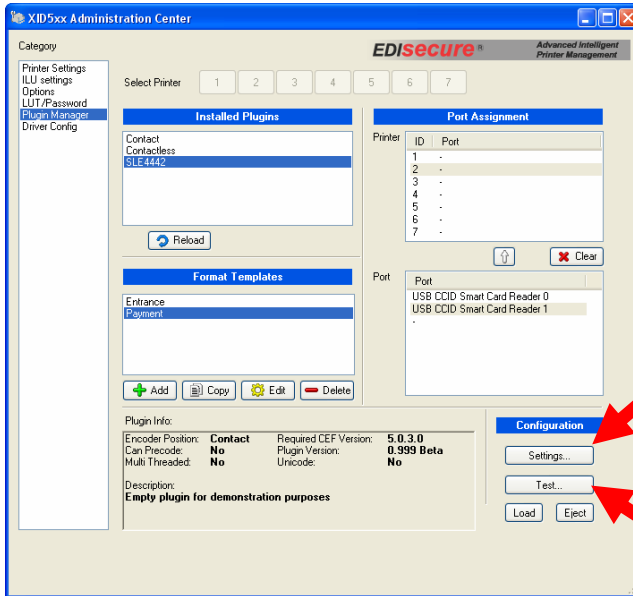 XID5xx Administration Center
Category
EDIsecure ®
Advanced Intelligent
Printer Management
Printer Settings
ILU settings
Options
LUT/Password
Plugin Manager
Driver Config
Select Printer 1 2 3 4 5 6 7
Installed Plugins
Contact
Contactless
SLE4442
Reload
Port Assignment
Printer
ID Port
1 -
2 -
3 -
4 -
5 -
6 -
7 -
Clear
Format Templates
Entrance
Payment
Add Copy Edit Delete
Port
Port
USB CCID Smart Card Reader 0
USB CCID Smart Card Reader 1
-
Plugin Info:
Encoder Position: Contact Required CEF Version: 5.0.3.0
Can Precode: No Plugin Version: 0.999 Beta
Multi Threaded: No Unicode: No
Description:
Empty plugin for demonstration purposes
Configuration
Settings...
Test...
Load Eject